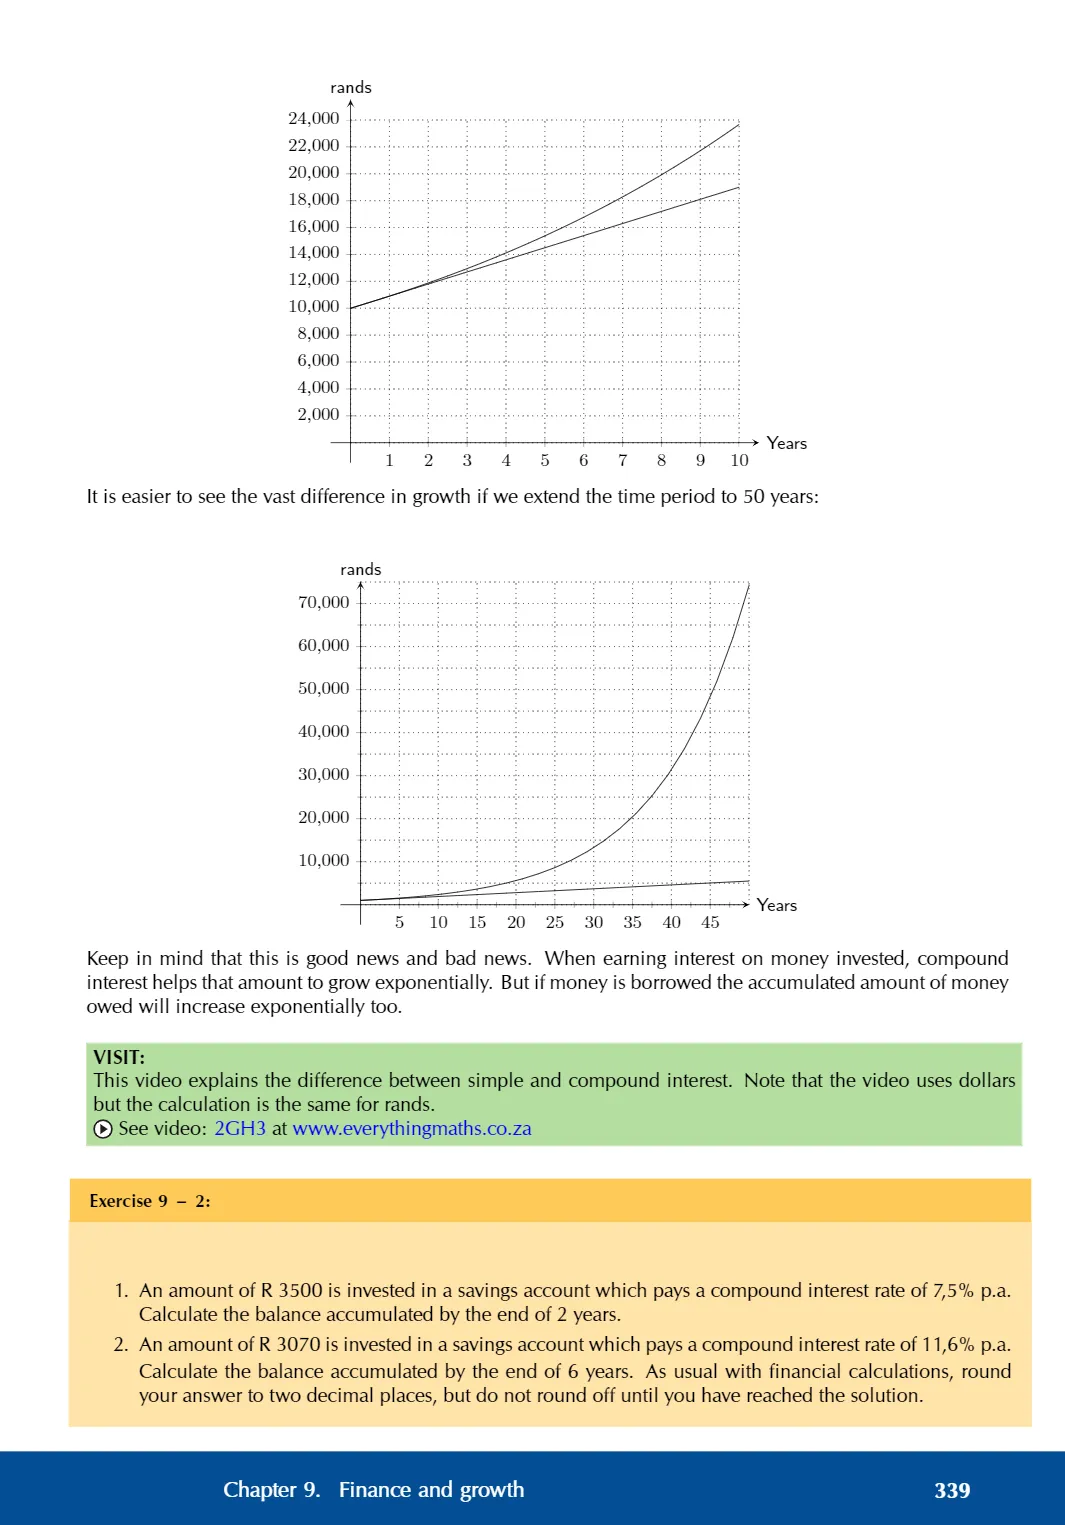 rands
24,000
22,000
20,000
18,000
16,000
14,000
12,000
10,000
8,000
6,000
4,000
2,000
Years
1 2 3 4 5 6 7 8 9 10
It is easier to see the vast difference in growth if we extend the time period to 50 years:
rands
70,000
60,000
50,000
40,000
30,000
20,000
10,000
Years
5 10 15 20 25 30 35 40 45
Keep in mind that this is good news and bad news. When earning interest on money invested, compound
interest helps that amount to grow exponentially. But if money is borrowed the accumulated amount of money
owed will increase exponentially too.
VISIT:
This video explains the difference between simple and compound interest. Note that the video uses dollars
but the calculation is the same for rands.
See video: 2GH3 at www.everythingmaths.co.za
Exercise 9 – 2:
1. An amount of R 3500 is invested in a savings account which pays a compound interest rate of 7,5% p.a.
Calculate the balance accumulated by the end of 2 years.
2. An amount of R 3070 is invested in a savings account which pays a compound interest rate of 11,6% p.a.
Calculate the balance accumulated by the end of 6 years. As usual with financial calculations, round
your answer to two decimal places, but do not round off until you have reached the solution.
Chapter 9. Finance and growth 339